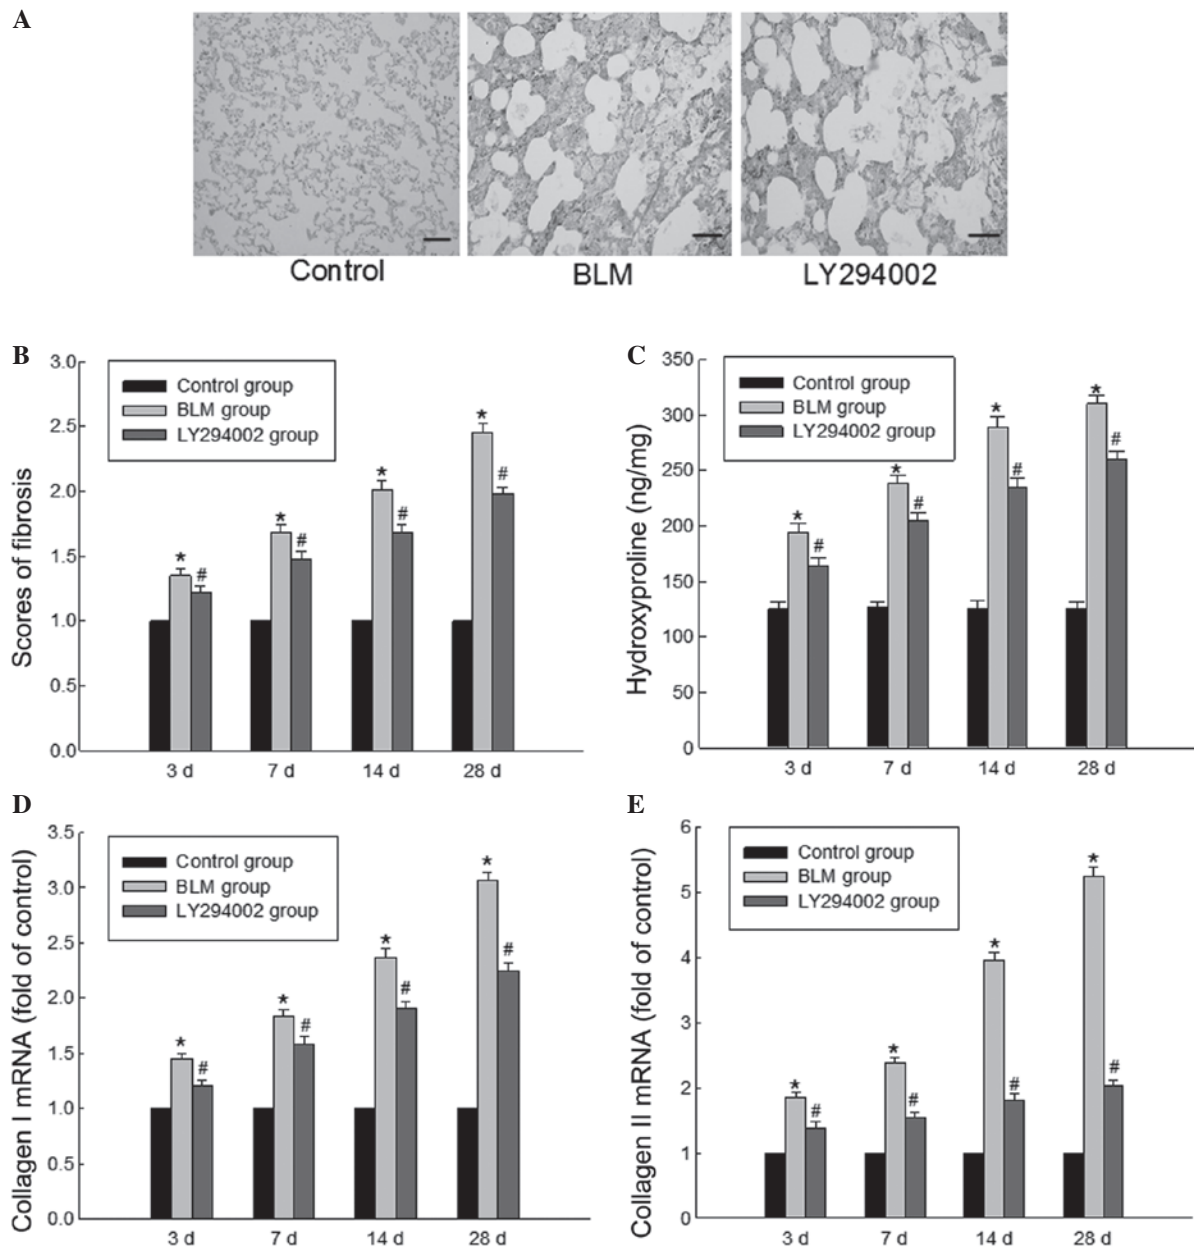 A
Control BLM LY294002
B
Scores of fibrosis
3.0
2.5
2.0
1.5
1.0
0.5
0.0
Control group
BLM group
LY294002 group
* # * # * # * #
3 d 7 d 14 d 28 d
C
Hydroxyproline (ng/mg)
350
300
250
200
150
100
50
0
Control group
BLM group
LY294002 group
* # * # * # * #
3 d 7 d 14 d 28 d
D
Collagen I mRNA (fold of control)
3.5
3.0
2.5
2.0
1.5
1.0
0.5
0.0
Control group
BLM group
LY294002 group
* # * # * # * #
3 d 7 d 14 d 28 d
E
Collagen II mRNA (fold of control)
6
5
4
3
2
1
0
Control group
BLM group
LY294002 group
* # * # * # * #
3 d 7 d 14 d 28 d